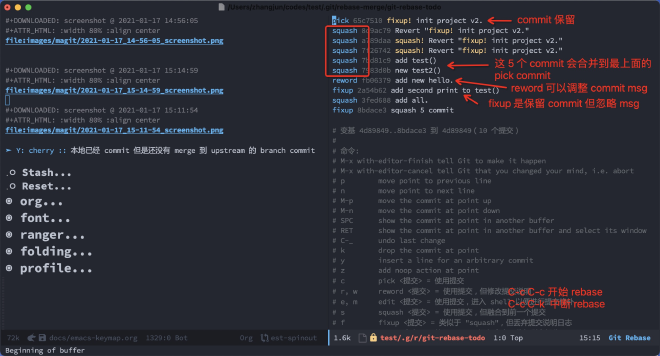 /Users/zhangjun/codes/test/.git/rebase-merge/git-rebase-todo
#+DOWNLOADED: screenshot @ 2021-01-17 14:56:05
#+ATTR_HTML: :width 80% :align center
file:images/magit/2021-01-17_14-56-05_screenshot.png
#+DOWNLOADED: screenshot @ 2021-01-17 15:14:59
#+ATTR_HTML: :width 80% :align center
file:images/magit/2021-01-17_15-14-59_screenshot.png
#+DOWNLOADED: screenshot @ 2021-01-17 15:11:54
#+ATTR_HTML: :width 80% :align center
file:images/magit/2021-01-17_15-11-54_screenshot.png
Y: cherry :: 本地已经 commit 但是还没有 merge 到 upstream 的 branch commit
Stash...
Reset...
org...
font...
ranger...
folding...
profile...
72k docs/emacs-keymap.org 1329:0 Bot Org est-apinout
Beginning of buffer
pick 65c7518 fixup! init project v2.
commit 保留
squash Revert "fixup! init project v2."
squash squash! Revert "fixup! init project v2."
squash squash! Revert "fixup! init project v2."
squash add test()
squash new test2()
这 5 个 commit 会合并到最上面的
pick commit
reword fb06379 add new hello.
reword 可以调整 commit msg
fixup 2a54b62 add second print to test()
squash 3fed688 add all.
fixup 是保留 commit 但忽略 msg
fixup 8bdace3 squash 5 commit
# 变基 4d89849..8bdace3 到 4d89849（10 个提交）
#
# 命令:
# M-x with-editor-finish tell Git to make it happen
# M-x with-editor-cancel tell Git that you changed your mind, i.e. abort
# p move point to previous line
# n move point to next line
# M-p move the commit at point up
# M-n move the commit at point down
# SPC show the commit at point in another buffer
# RET show the commit at point in another buffer and select its window
# C-_ undo last change
# k drop the commit at point
# y insert a line for an arbitrary commit
# z add noop action at point
# c pick <提交> = 使用提交
# r, w reword <提交> = 使用提交，但修改提交说明
C-c C-c 开始 rebase
# e, m edit <提交> = 使用提交，进入 shell 以便进行提交修补
C-c C-k 中断 rebase
# s squash <提交> = 使用提交，但融合到前一个提交
# f fixup <提交> = 类似于 "squash"，但丢弃提交说明日志
1.6k test/.g/r/git-rebase-todo 1:0 Top 15:15 Git Rebase